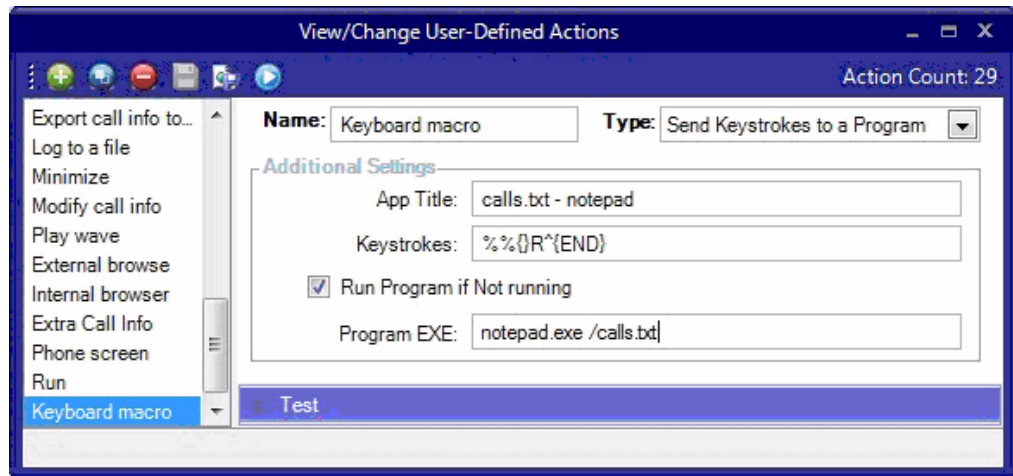 View/Change User-Defined Actions
Action Count: 29
Export call info to...
Log to a file
Minimize
Modify call info
Play wave
External browse
Internal browser
Extra Call Info
Phone screen
Run
Keyboard macro
Name: Keyboard macro Type: Send Keystrokes to a Program
Additional Settings
App Title: calls.txt - notepad
Keystrokes: %%{}R^{END}
Run Program if Not running
Program EXE: notepad.exe /calls.txt
Test